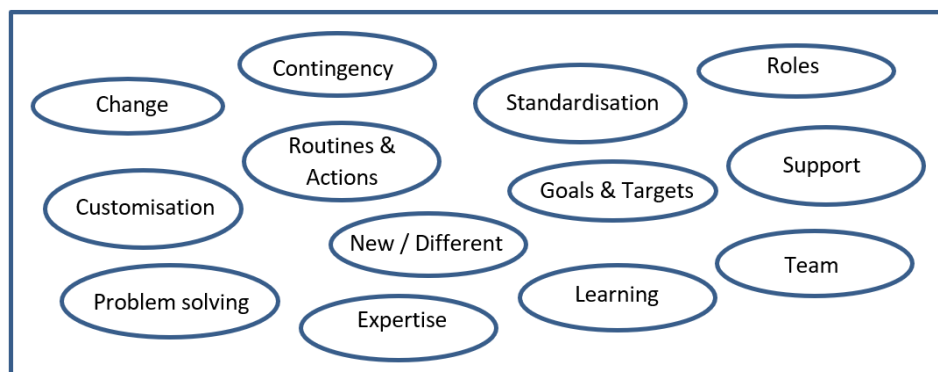 Contingency
Roles
Change
Standardisation
Routines &
Actions
Support
Goals & Targets
Customisation
New / Different
Team
Problem solving
Learning
Expertise